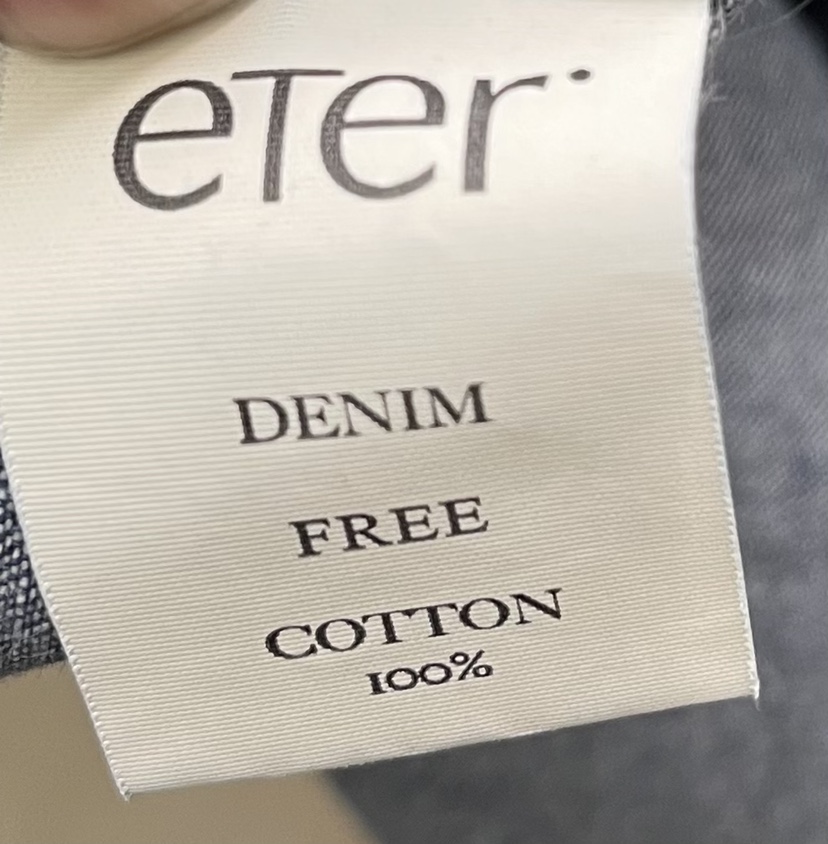 eTer·
DENIM
FREE
COTTON
100%